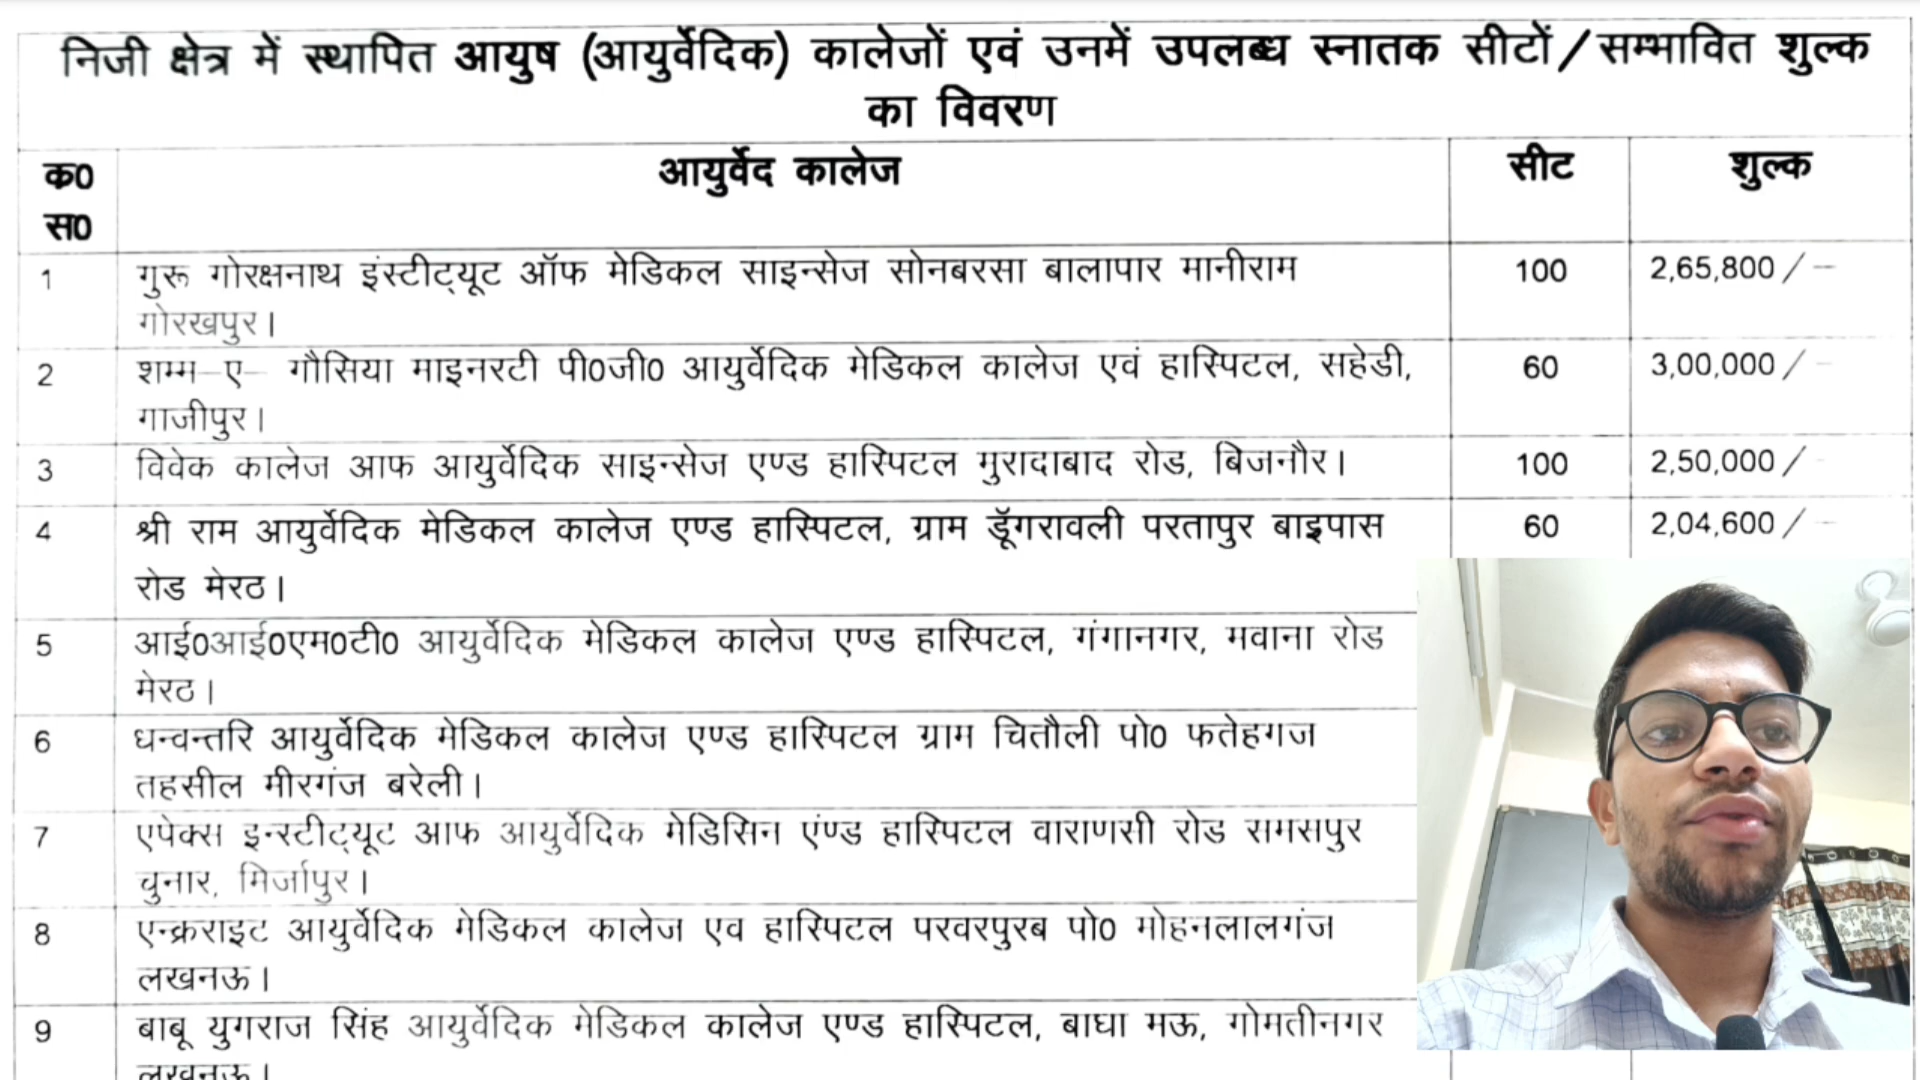 निजी क्षेत्र में स्थापित आयुष (आयुर्वेदिक) कालेजों एवं उनमें उपलब्ध स्नातक सीटों/सम्भावित शुल्क
का विवरण
क0 आयुर्वेद कालेज सीट शुल्क
स0
1 गुरू गोरक्षनाथ इंस्टीट्यूट ऑफ मेडिकल साइन्सेज सोनबरसा बालापार मानीराम 100 2,65,800/-
गोरखपुर।
2 शम्म-ए- गौसिया माइनरटी पी0जी0 आयुर्वेदिक मेडिकल कालेज एवं हास्पिटल, सहेडी, 60 3,00,000/-
गाजीपुर।
3 विवेक कालेज आफ आयुर्वेदिक साइन्सेज एण्ड हास्पिटल मुरादाबाद रोड, बिजनौर। 100 2,50,000/-
4 श्री राम आयुर्वेदिक मेडिकल कालेज एण्ड हास्पिटल, ग्राम डूॅगरावली परतापुर बाइपास 60 2,04,600/-
रोड मेरठ।
5 आई0आई0एम0टी0 आयुर्वेदिक मेडिकल कालेज एण्ड हास्पिटल, गंगानगर, मवाना रोड
मेरठ।
6 धन्वन्तरि आयुर्वेदिक मेडिकल कालेज एण्ड हास्पिटल ग्राम चितौली पो0 फतेहगज
तहसील मीरगंज बरेली।
7 एपेक्स इन्स्टीट्यूट आफ आयुर्वेदिक मेडिसिन एंण्ड हास्पिटल वाराणसी रोड समसपुर
चुनार, मिर्जापुर।
8 एन्क्रराइट आयुर्वेदिक मेडिकल कालेज एव हास्पिटल परवरपुरब पो0 मोहनलालगंज
लखनऊ।
9 बाबू युगराज सिंह आयुर्वेदिक मेडिकल कालेज एण्ड हास्पिटल, बाघा मऊ, गोमतीनगर
लखनऊ।